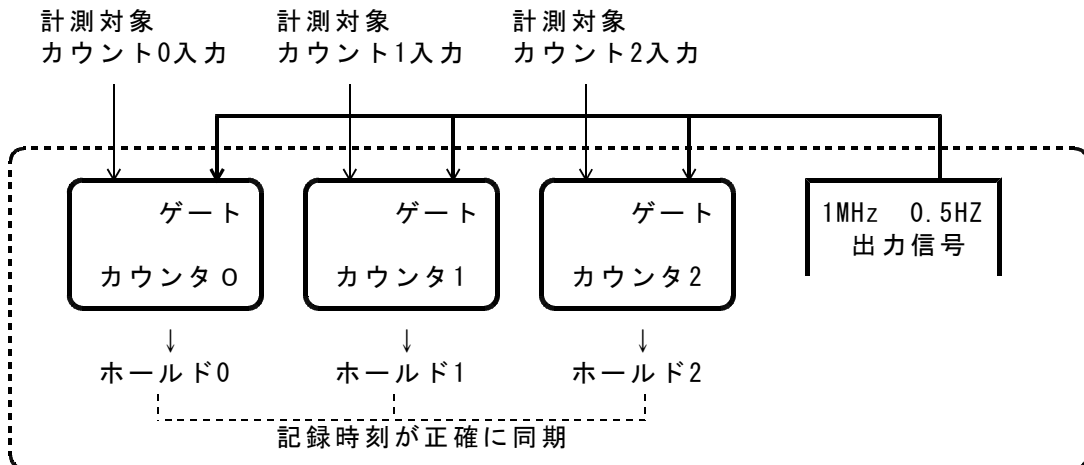 計測対象
カウント0入力
計測対象
カウント1入力
計測対象
カウント2入力
ゲート
カウンタ0
ゲート
カウンタ1
ゲート
カウンタ2
1MHz 0.5HZ
出力信号
↓
ホールド0
↓
ホールド1
↓
ホールド2
記録時刻が正確に同期